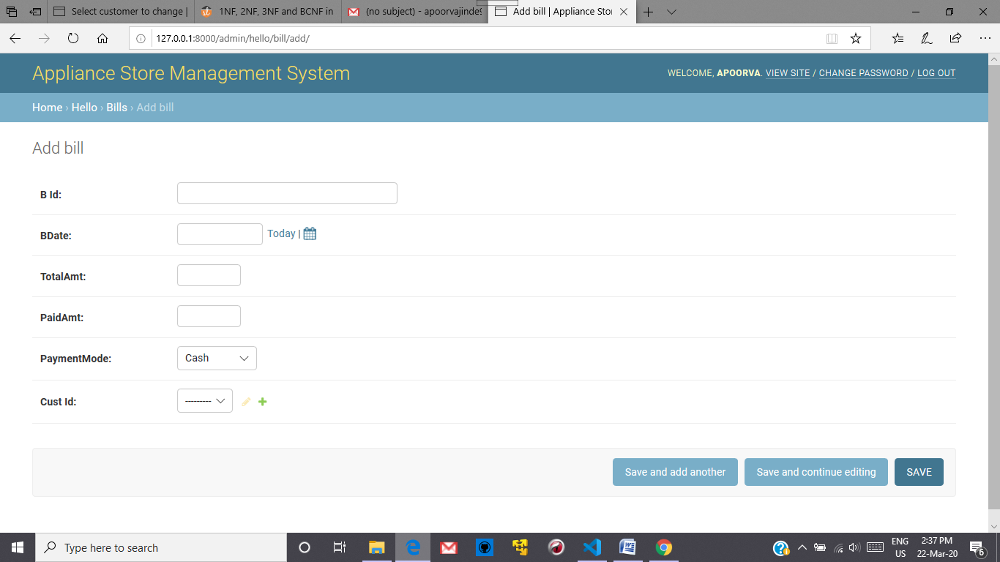 Select customer to change |
1NF, 2NF, 3NF and BCNF in
(no subject) - apoorvajinde9
Add bill | Appliance Sto
127.0.0.1:8000/admin/hello/bill/add/
Appliance Store Management System
WELCOME, APOORVA. VIEW SITE / CHANGE PASSWORD / LOG OUT
Home › Hello › Bills › Add bill
Add bill
B Id:
BDate:
Today |
TotalAmt:
PaidAmt:
PaymentMode:
Cash
Cust Id:
---------
Save and add another
Save and continue editing
SAVE
Type here to search
ENG
US
2:37 PM
22-Mar-20
6